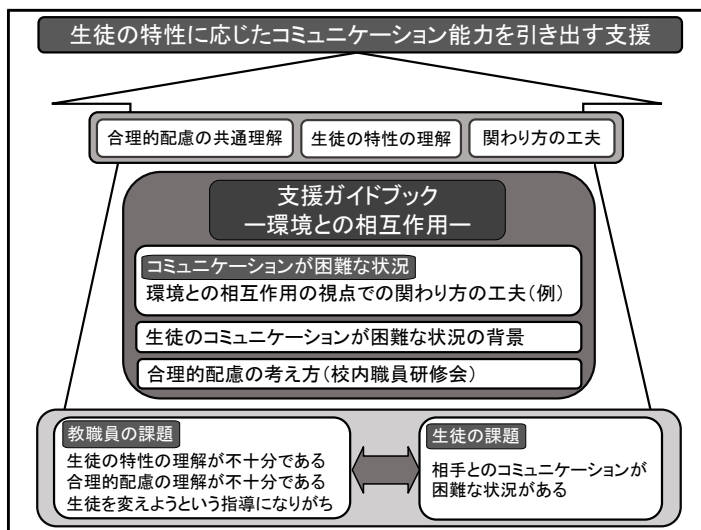 生徒の特性に応じたコミュニケーション能力を引き出す支援
合理的配慮の共通理解
生徒の特性の理解
関わり方の工夫
支援ガイドブック
―環境との相互作用―
コミュニケーションが困難な状況
環境との相互作用の視点での関わり方の工夫(例)
生徒のコミュニケーションが困難な状況の背景
合理的配慮の考え方(校内職員研修会)
教職員の課題
生徒の特性の理解が不十分である
合理的配慮の理解が不十分である
生徒を変えようという指導になりがち
生徒の課題
相手とのコミュニケーションが
困難な状況がある